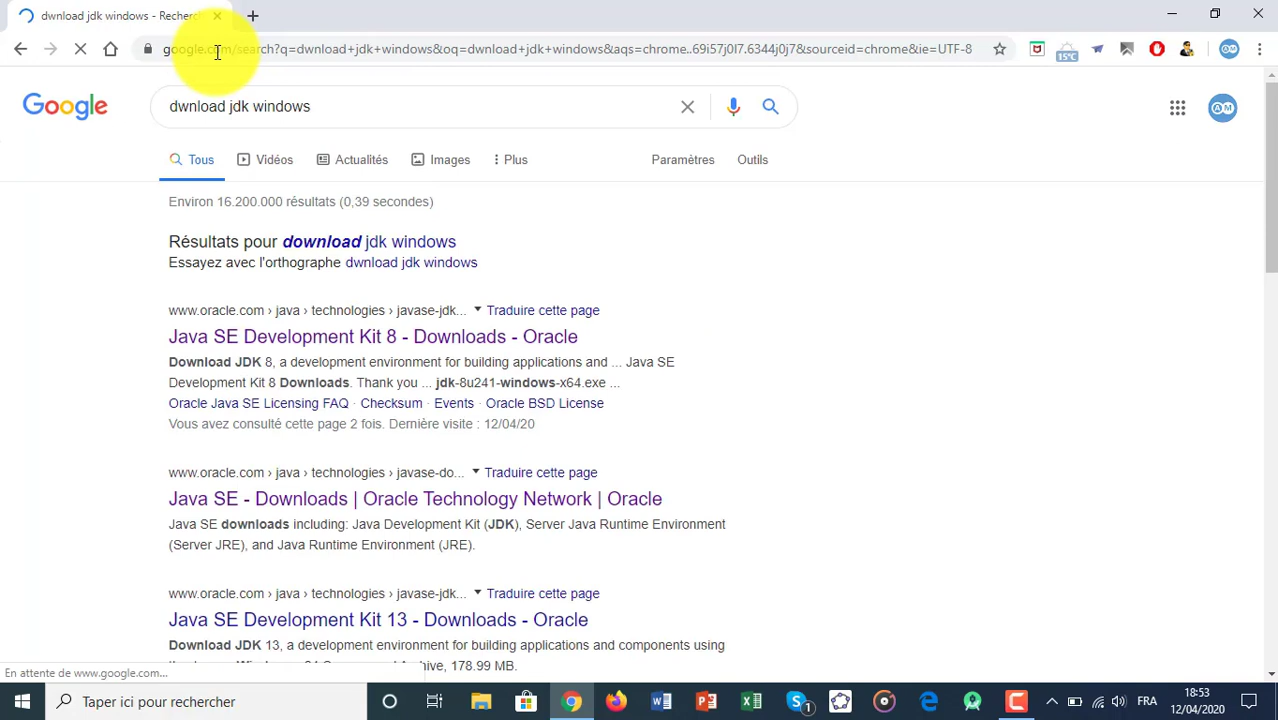 dwnload jdk windows - Recherc
google.com/search?q=dwnload+jdk+windows&oq=dwnload+jdk+windows&aqs=chrome..69i57j0l7.6344j0j7&sourceid=chrome&ie=UTF-8
15°C
AM
Google
dwnload jdk windows
AM
Tous Vidéos Actualités Images Plus Paramètres Outils
Environ 16.200.000 résultats (0,39 secondes)
Résultats pour download jdk windows
Essayez avec l'orthographe dwnload jdk windows
www.oracle.com › java › technologies › javase-jdk... Traduire cette page
Java SE Development Kit 8 - Downloads - Oracle
Download JDK 8, a development environment for building applications and ... Java SE
Development Kit 8 Downloads. Thank you ... jdk-8u241-windows-x64.exe ...
Oracle Java SE Licensing FAQ · Checksum · Events · Oracle BSD License
Vous avez consulté cette page 2 fois. Dernière visite : 12/04/20
www.oracle.com › java › technologies › javase-do... Traduire cette page
Java SE - Downloads | Oracle Technology Network | Oracle
Java SE downloads including: Java Development Kit (JDK), Server Java Runtime Environment
(Server JRE), and Java Runtime Environment (JRE).
www.oracle.com › java › technologies › javase-jdk... Traduire cette page
Java SE Development Kit 13 - Downloads - Oracle
Download JDK 13, a development environment for building applications and components using
Archive, 178.99 MB.
En attente de www.google.com...
Taper ici pour rechercher
1
FRA
18:53
12/04/2020